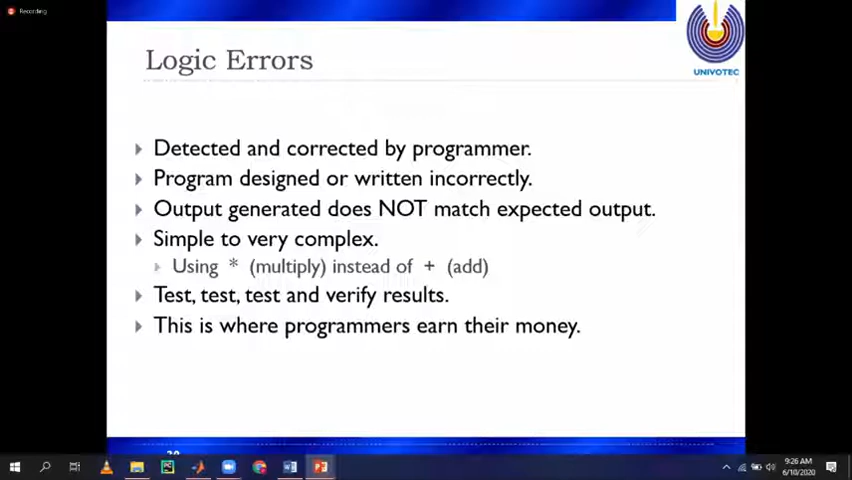 Recording
UNIVOTEC
Logic Errors
Detected and corrected by programmer.
Program designed or written incorrectly.
Output generated does NOT match expected output.
Simple to very complex.
Using * (multiply) instead of + (add)
Test, test, test and verify results.
This is where programmers earn their money.
9:26 AM
6/10/2020